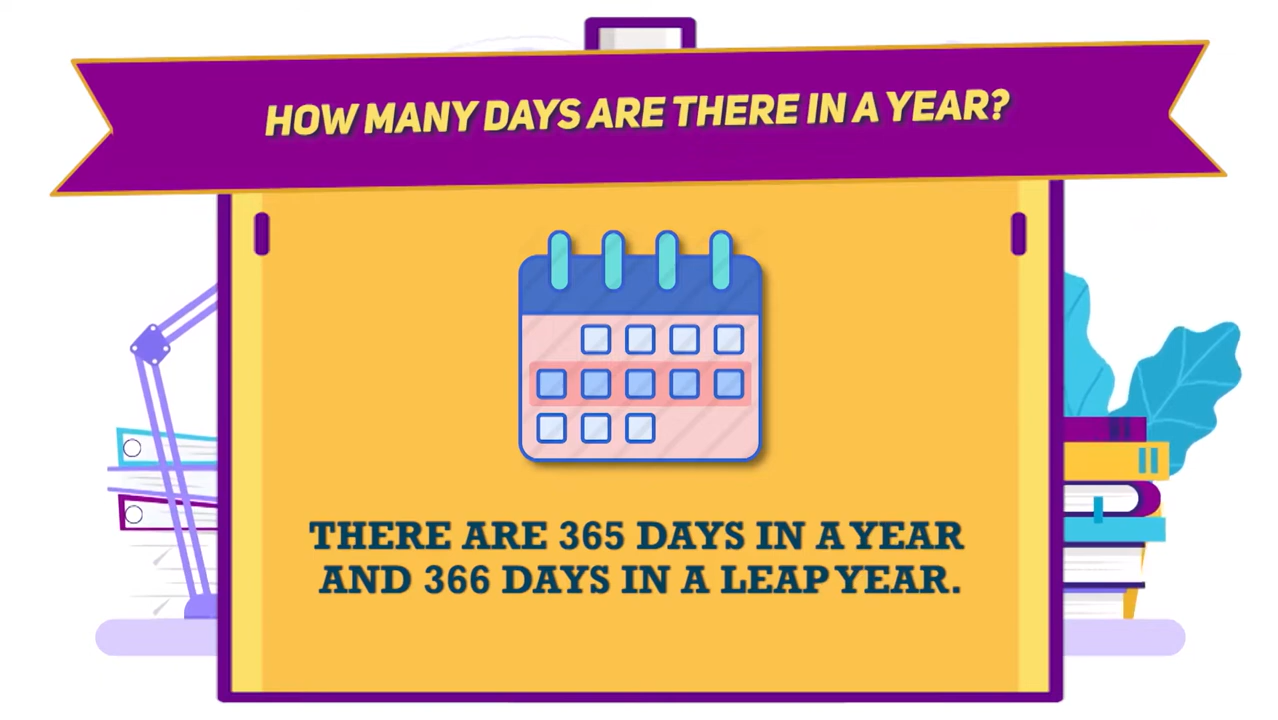 HOW MANY DAYS ARE THERE IN A YEAR?
THERE ARE 365 DAYS IN A YEAR
AND 366 DAYS IN A LEAP YEAR.